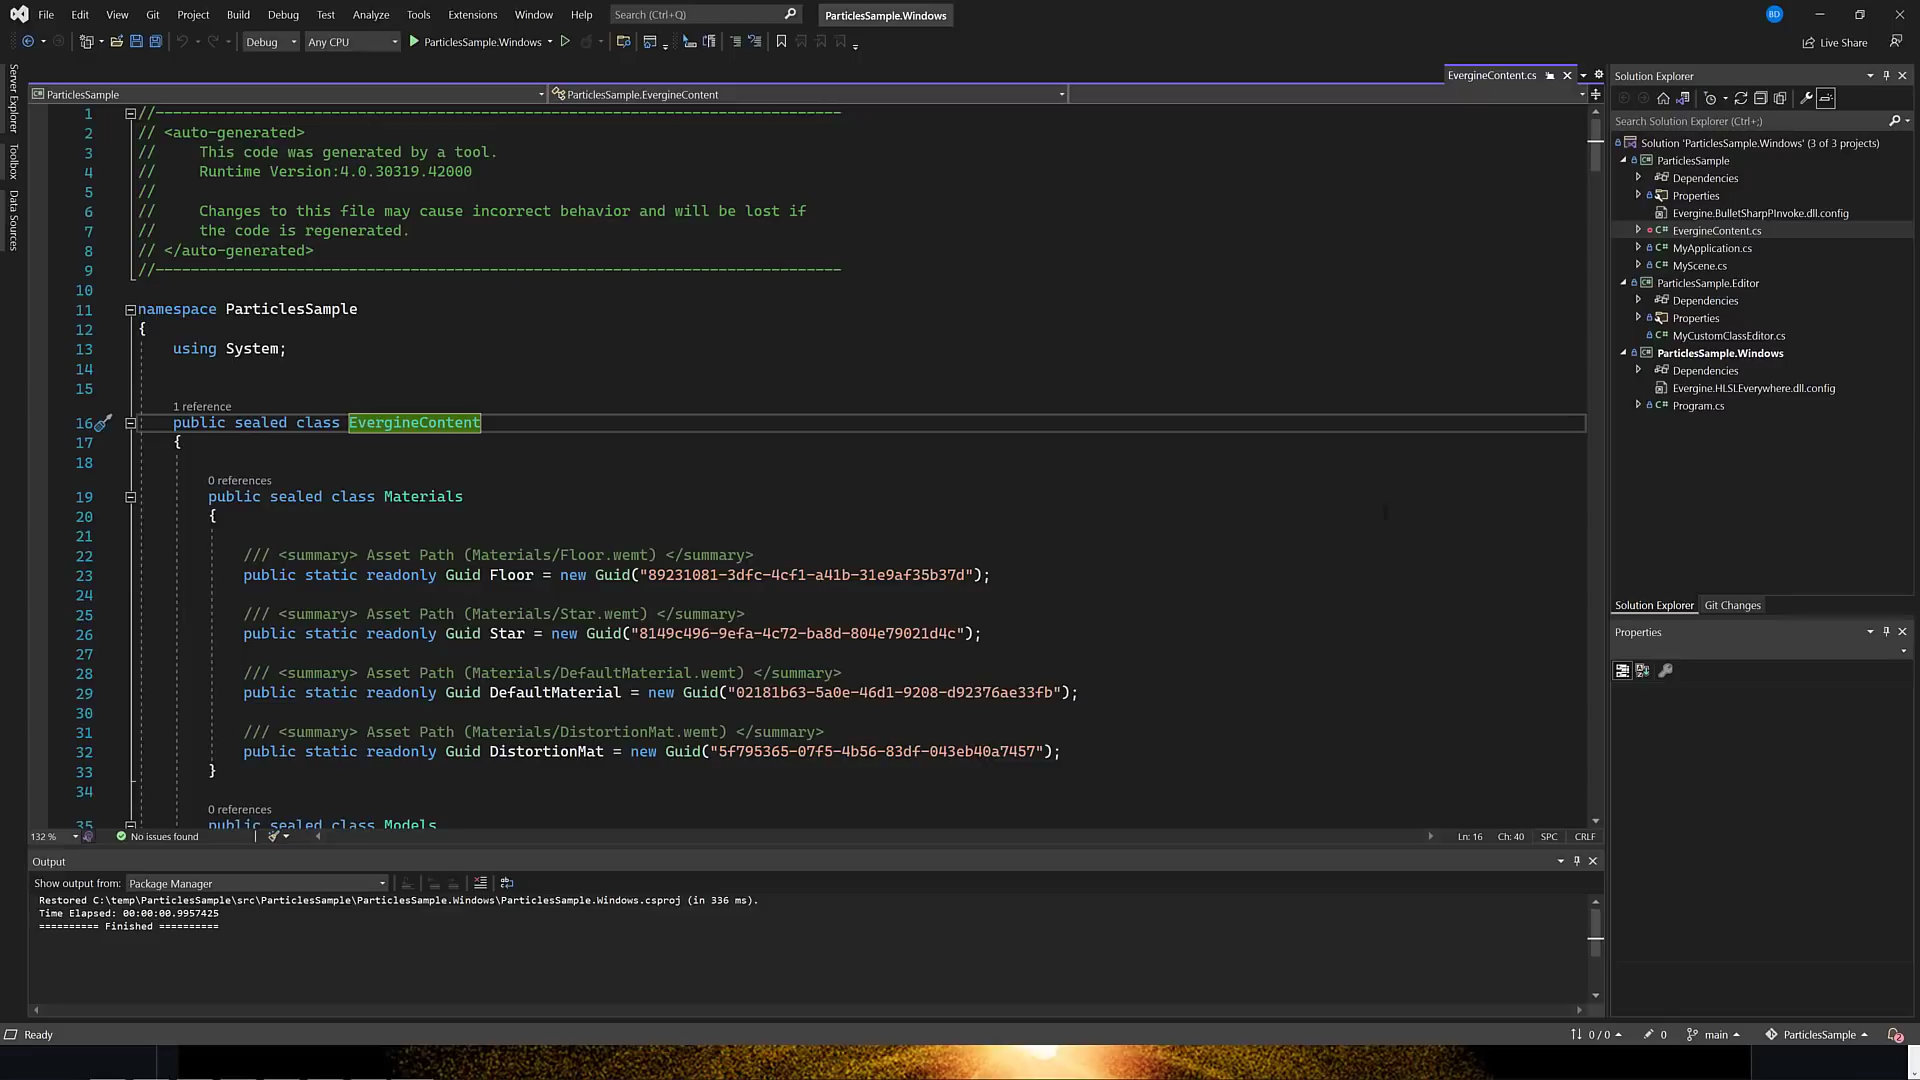 File Edit View Git Project Build Debug Test Analyze Tools Extensions Window Help Search (Ctrl+Q) ParticlesSample.Windows BD
Debug Any CPU ParticlesSample.Windows Live Share
Server Explorer
Toolbox
Data Sources
EvergineContent.cs
ParticlesSample ParticlesSample.EvergineContent
1 //------------------------------------------------------------------------------
2 // <auto-generated>
3 //     This code was generated by a tool.
4 //     Runtime Version:4.0.30319.42000
5 //
6 //     Changes to this file may cause incorrect behavior and will be lost if
7 //     the code is regenerated.
8 // </auto-generated>
9 //------------------------------------------------------------------------------
10
11 namespace ParticlesSample
12 {
13 using System;
14
15
1 reference
16 public sealed class EvergineContent
17 {
18
0 references
19 public sealed class Materials
20 {
21
22 /// <summary> Asset Path (Materials/Floor.wemt) </summary>
23 public static readonly Guid Floor = new Guid("89231081-3dfc-4cf1-a41b-31e9af35b37d");
24
25 /// <summary> Asset Path (Materials/Star.wemt) </summary>
26 public static readonly Guid Star = new Guid("8149c496-9efa-4c72-ba8d-804e79021d4c");
27
28 /// <summary> Asset Path (Materials/DefaultMaterial.wemt) </summary>
29 public static readonly Guid DefaultMaterial = new Guid("02181b63-5a0e-46d1-9208-d92376ae33fb");
30
31 /// <summary> Asset Path (Materials/DistortionMat.wemt) </summary>
32 public static readonly Guid DistortionMat = new Guid("5f795365-07f5-4b56-83df-043eb40a7457");
33 }
34
0 references
35 public sealed class Models
132 % No issues found Ln: 16 Ch: 40 SPC CRLF
Output
Show output from: Package Manager
Restored C:\temp\ParticlesSample\src\ParticlesSample\ParticlesSample.Windows\ParticlesSample.Windows.csproj (in 336 ms).
Time Elapsed: 00:00:00.9957425
========== Finished ==========
Solution Explorer
Search Solution Explorer (Ctrl+;)
Solution 'ParticlesSample.Windows' (3 of 3 projects)
ParticlesSample
Dependencies
Properties
Evergine.BulletSharpPInvoke.dll.config
C# EvergineContent.cs
C# MyApplication.cs
C# MyScene.cs
ParticlesSample.Editor
Dependencies
Properties
C# MyCustomClassEditor.cs
ParticlesSample.Windows
Dependencies
Evergine.HLSLEverywhere.dll.config
C# Program.cs
Solution Explorer Git Changes
Properties
Ready 0 / 0 0 main ParticlesSample 2